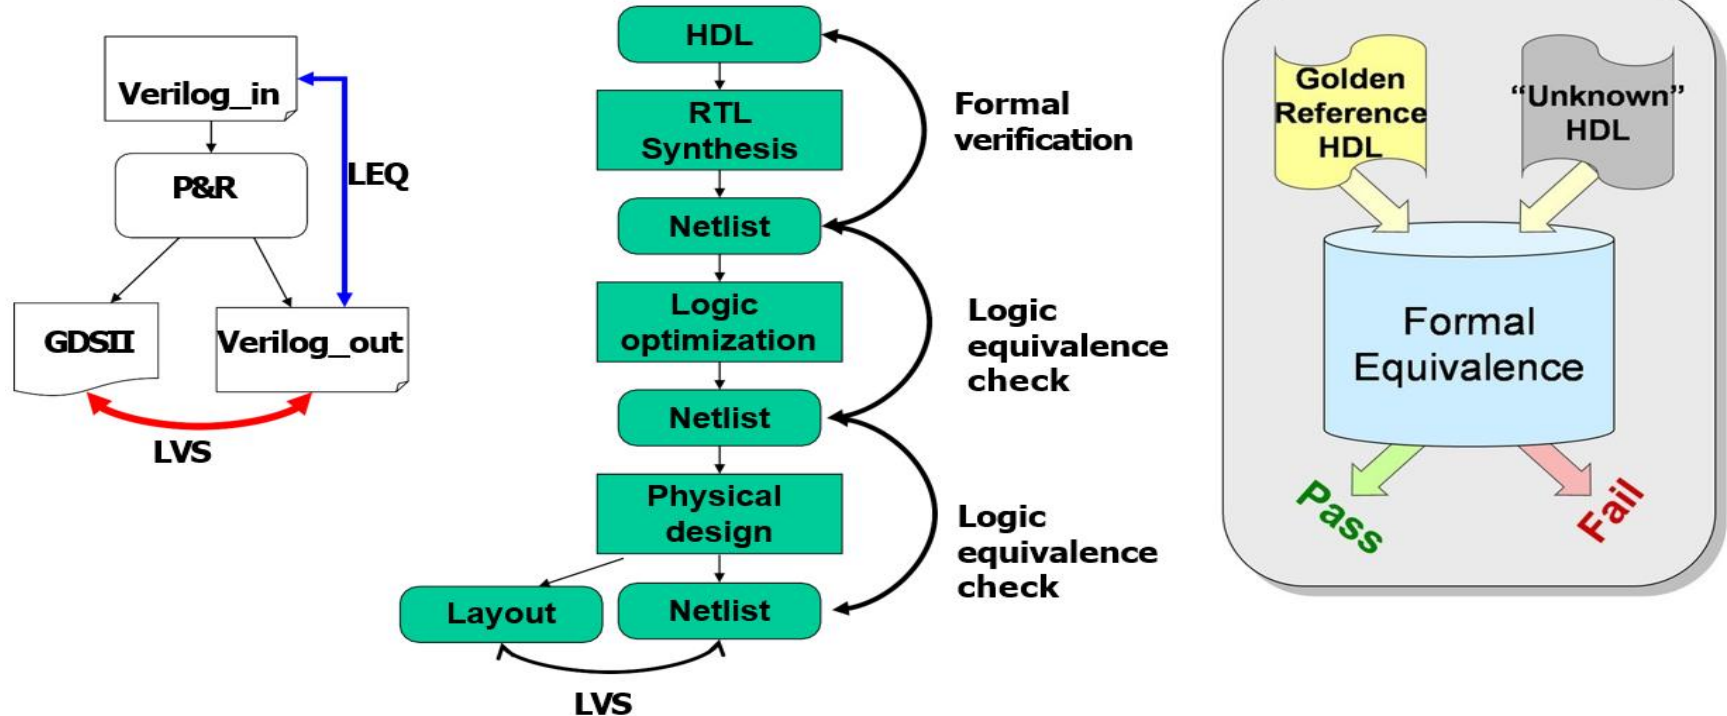 Verilog_in
P&R
LEQ
GDSII
Verilog_out
LVS
HDL
RTL
Synthesis
Netlist
Logic
optimization
Netlist
Physical
design
Layout
Netlist
LVS
Formal
verification
Logic
equivalence
check
Logic
equivalence
check
Golden
Reference
HDL
“Unknown”
HDL
Formal
Equivalence
Pass
Fail